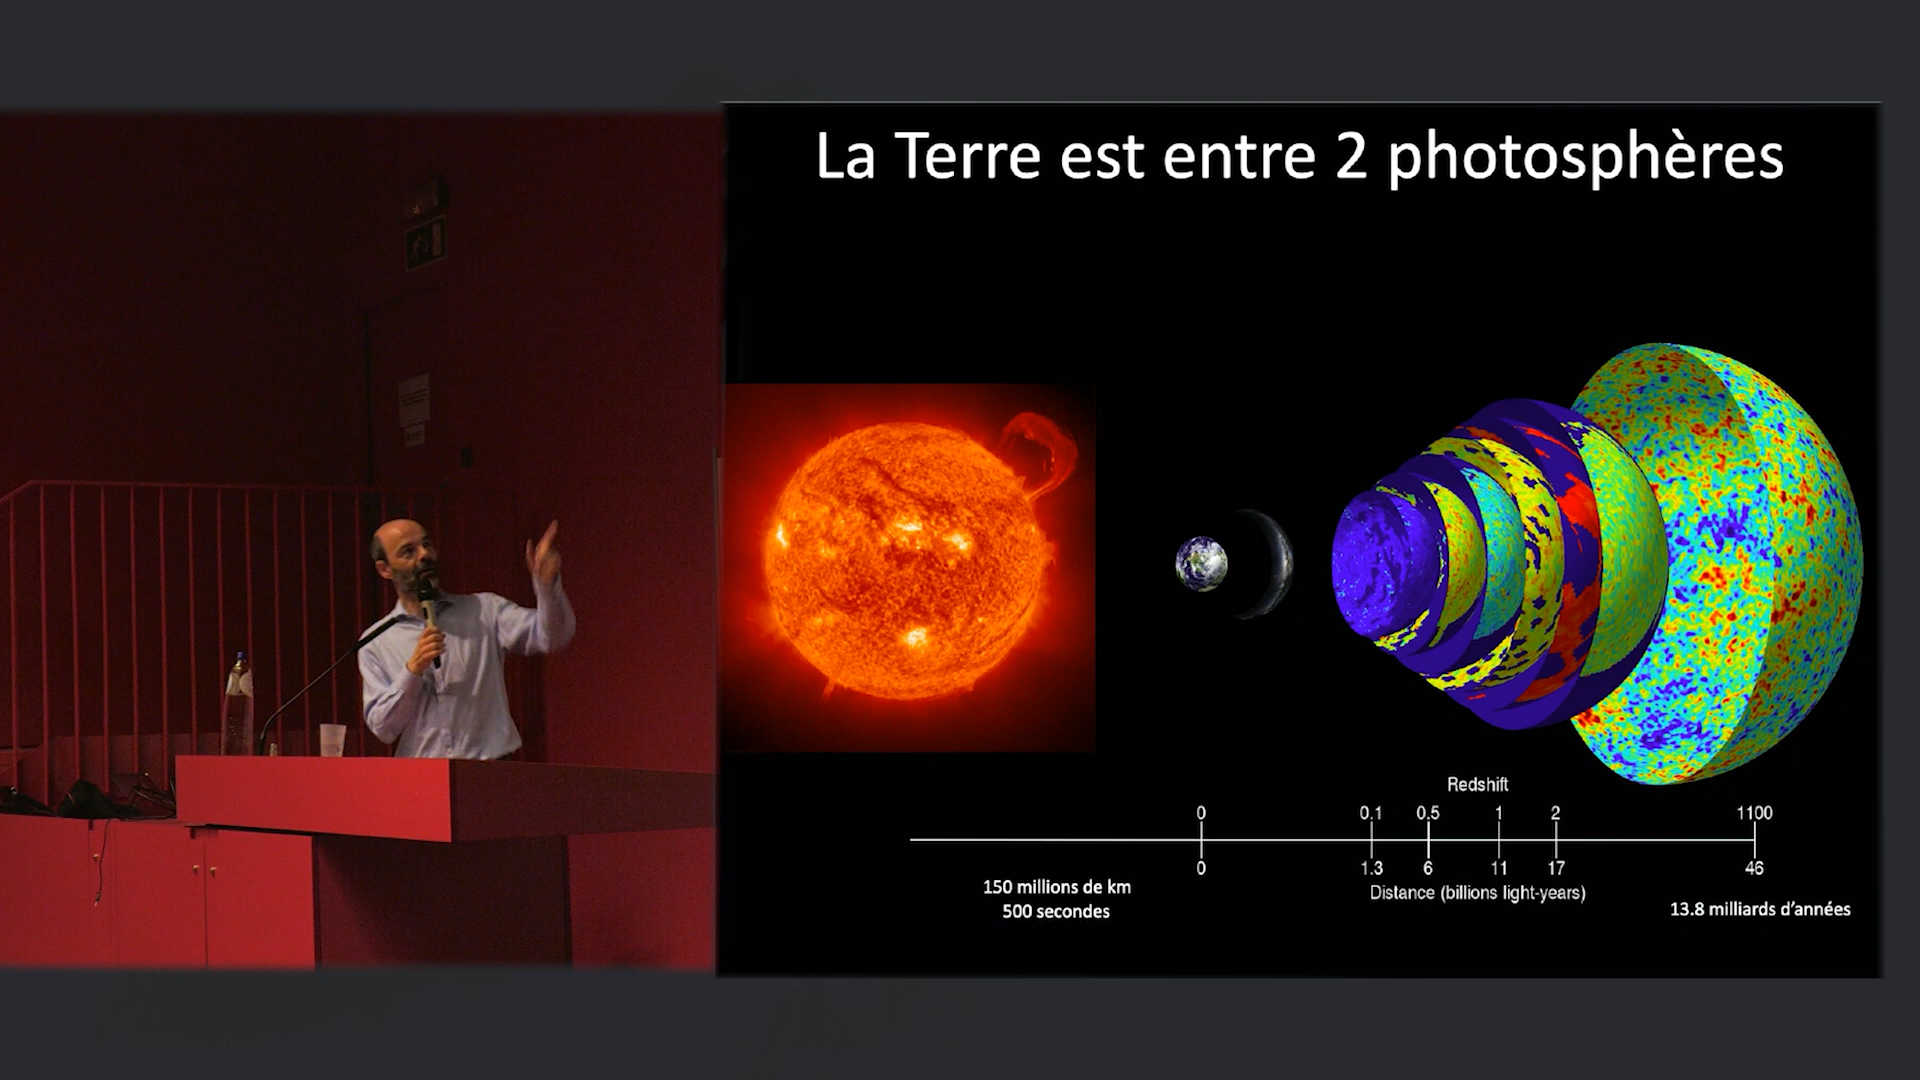 La Terre est entre 2 photosphères
Redshift
0 0.1 0.5 1 2 1100
0 1.3 6 11 17 46
Distance (billions light-years)
150 millions de km
500 secondes
13.8 milliards d'années